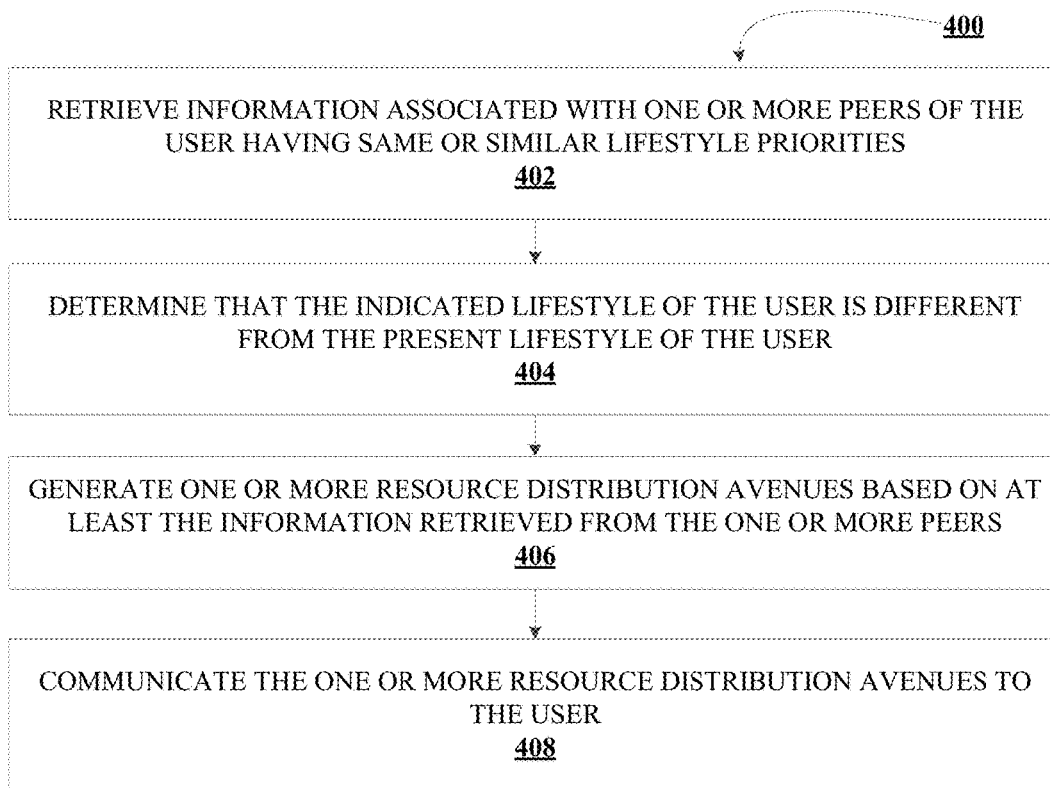 400
RETRIEVE INFORMATION ASSOCIATED WITH ONE OR MORE PEERS OF THE
USER HAVING SAME OR SIMILAR LIFESTYLE PRIORITIES
402
DETERMINE THAT THE INDICATED LIFESTYLE OF THE USER IS DIFFERENT
FROM THE PRESENT LIFESTYLE OF THE USER
404
GENERATE ONE OR MORE RESOURCE DISTRIBUTION AVENUES BASED ON AT
LEAST THE INFORMATION RETRIEVED FROM THE ONE OR MORE PEERS
406
COMMUNICATE THE ONE OR MORE RESOURCE DISTRIBUTION AVENUES TO
THE USER
408